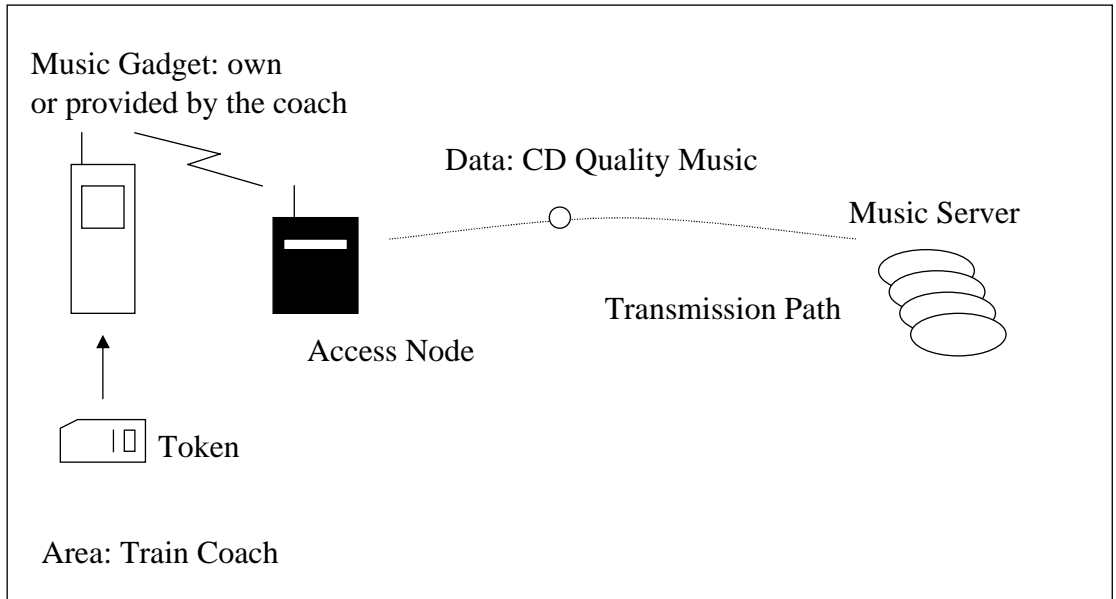 Music Gadget: own
or provided by the coach
Data: CD Quality Music
Music Server
Transmission Path
Access Node
Token
Area: Train Coach